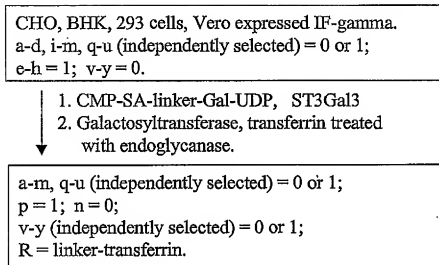 CHO, BHK, 293 cells, Vero expressed IF-gamma.
a-d, i-m, q-u (independently selected) = 0 or 1;
e-h = 1; v-y = 0.
1. CMP-SA-linker-Gal-UDP, ST3Gal3
2. Galactosyltransferase, transferrin treated
with endoglycanase.
a-m, q-u (independently selected) = 0 or 1;
p = 1; n = 0;
v-y (independently selected) = 0 or 1;
R = linker-transferrin.